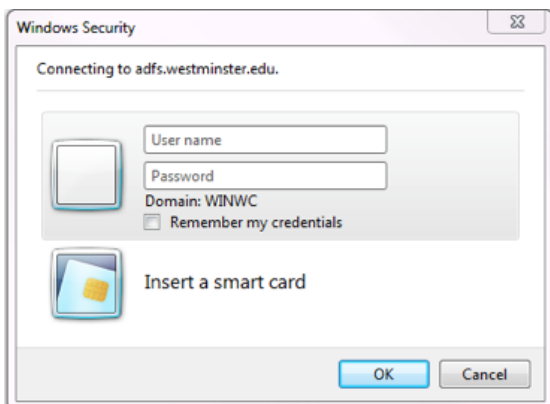 Windows Security
Connecting to adfs.westminster.edu.
User name
Password
Domain: WINWC
Remember my credentials
Insert a smart card
OK
Cancel